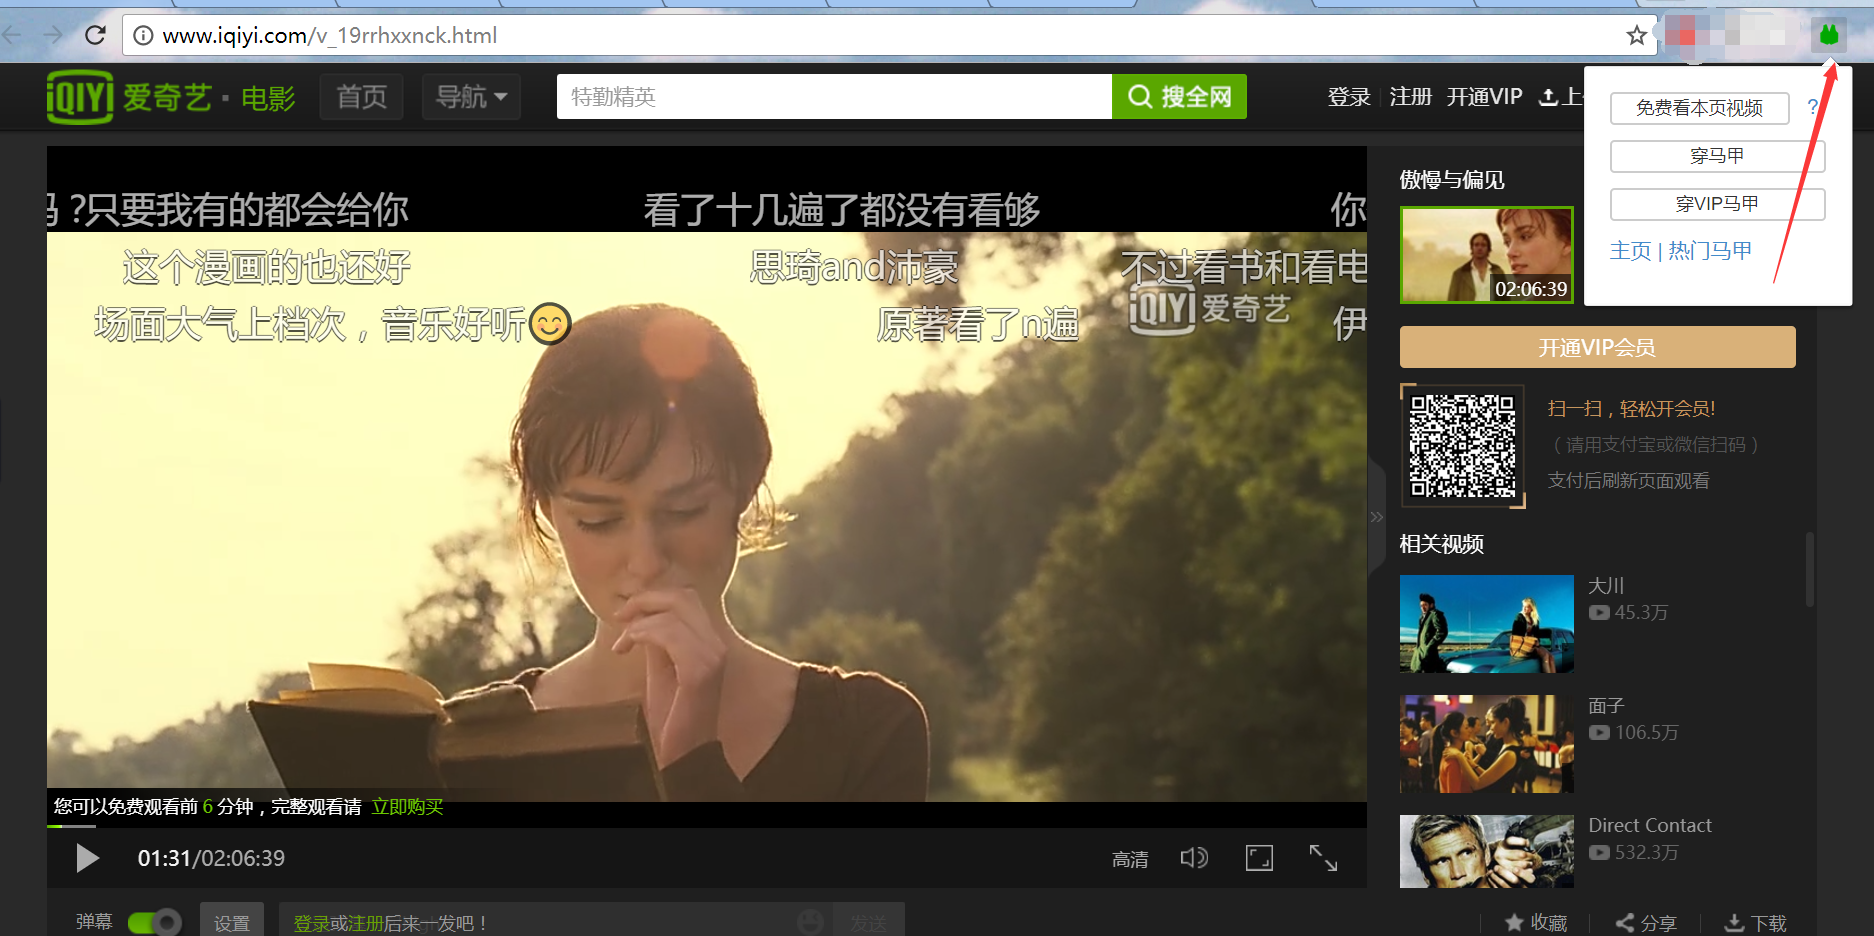 www.iqiyi.com/v_19rrhxxnck.html
iQIYI 爱奇艺·电影
首页
导航
特勤精英
搜全网
登录
注册
开通VIP
上
免费看本页视频
?
穿马甲
穿VIP马甲
主页 | 热门马甲
?只要我有的都会给你
看了十几遍了都没有看够
你
这个漫画的也还好
思琦and沛豪
不过看书和看电
场面大气上档次，音乐好听😊
原著看了n遍
伊
iQIYI 爱奇艺
您可以免费观看前 6 分钟，完整观看请 立即购买
01:31/02:06:39
高清
弹幕
设置
登录或注册后来一发吧！
发送
傲慢与偏见
02:06:39
开通VIP会员
扫一扫，轻松开会员!
（请用支付宝或微信扫码）
支付后刷新页面观看
相关视频
大川
45.3万
面子
106.5万
Direct Contact
532.3万
收藏
分享
下载